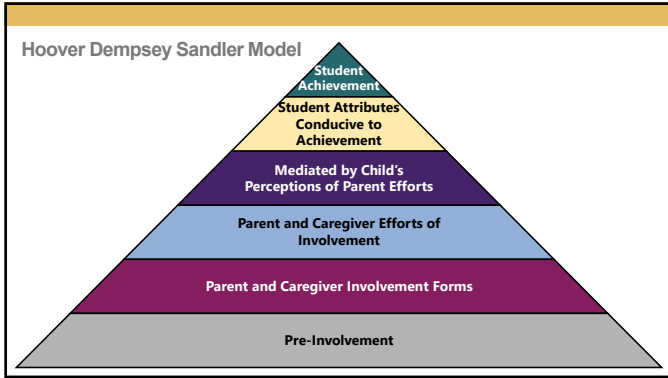 Hoover Dempsey Sandler Model
Student
Achievement
Student Attributes
Conducive to
Achievement
Mediated by Child's
Perceptions of Parent Efforts
Parent and Caregiver Efforts of
Involvement
Parent and Caregiver Involvement Forms
Pre-Involvement